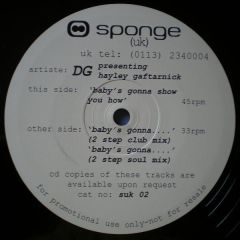 sponge
(uk)
uk tel: (0113) 2340004
artiste: DG presenting
hayley gaftarnick
this side: 'baby's gonna show
you how' 45rpm
other side: 'baby's gonna....' 33rpm
(2 step club mix)
'baby's gonna....'
(2 step soul mix)
cd copies of these tracks are
available upon request
cat no: suk 02
for promotional use only-not for resale